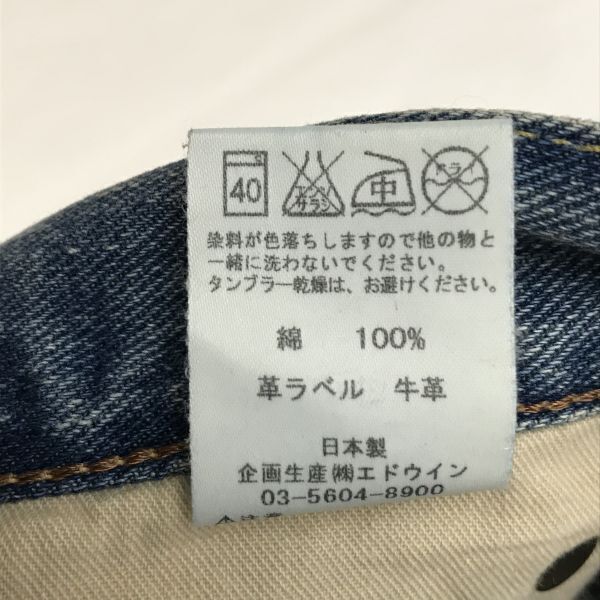 40 エンソサラシ 中 ドライ
染料が色落ちしますので他の物と
一緒に洗わないでください。
タンブラー乾燥は、お避けください。
綿 100%
革ラベル 牛革
日本製
企画生産㈱エドウイン
03-5604-8900